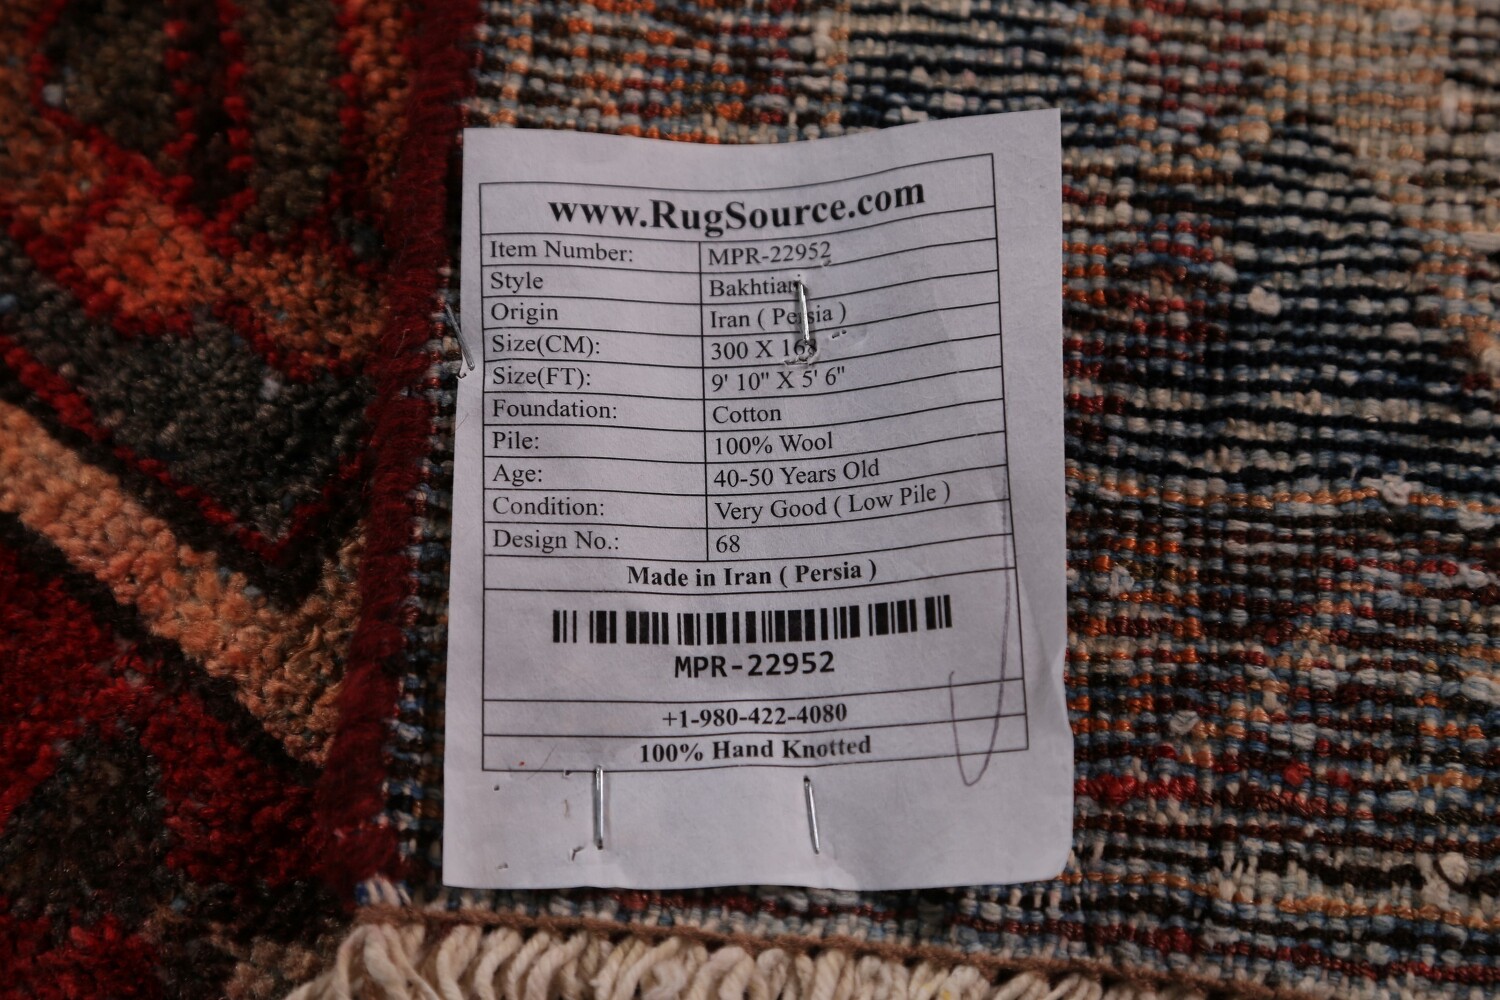 www.RugSource.com
Item Number: MPR-22952
Style Bakhtiari
Origin Iran ( Persia )
Size(CM): 300 X 168
Size(FT): 9' 10" X 5' 6"
Foundation: Cotton
Pile: 100% Wool
Age: 40-50 Years Old
Condition: Very Good ( Low Pile )
Design No.: 68
Made in Iran ( Persia )
MPR-22952
+1-980-422-4080
100% Hand Knotted